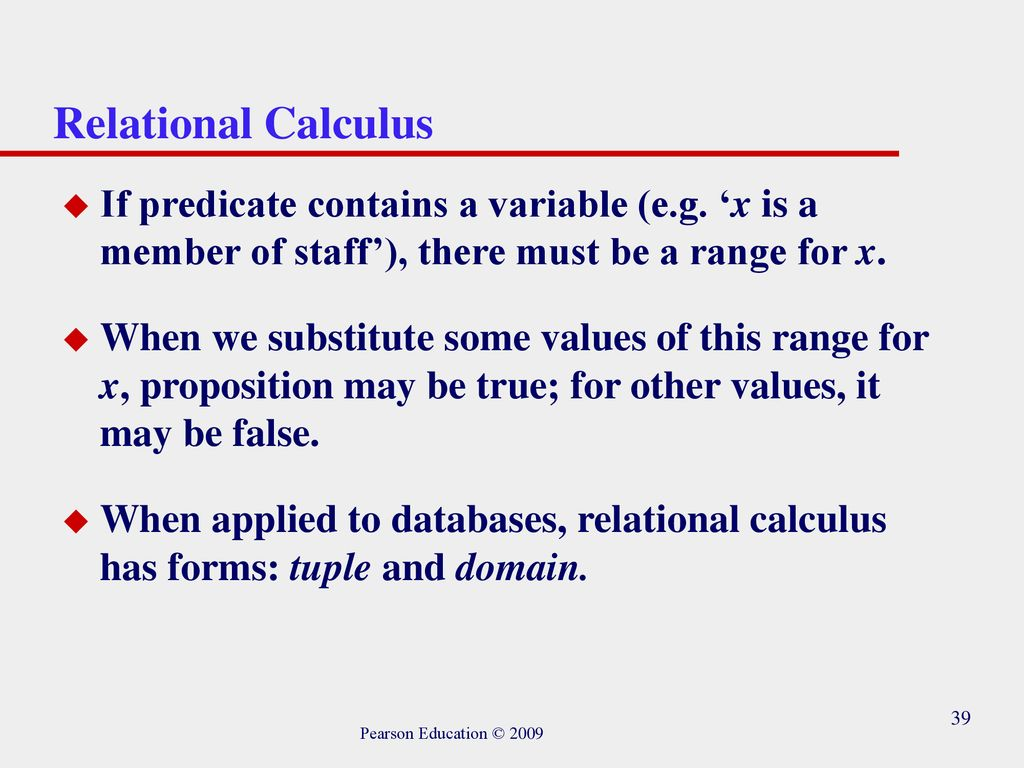 Relational Calculus
◆ If predicate contains a variable (e.g. ‘x is a
member of staff’), there must be a range for x.
◆ When we substitute some values of this range for
x, proposition may be true; for other values, it
may be false.
◆ When applied to databases, relational calculus
has forms: tuple and domain.
39
Pearson Education © 2009